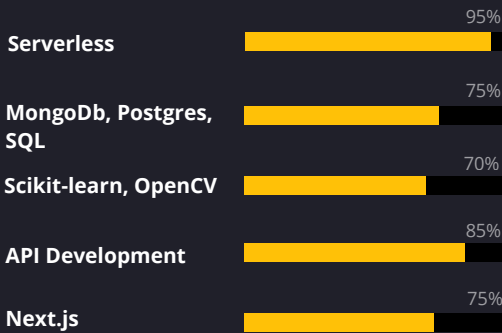 95%
Serverless
75%
MongoDb, Postgres,
SQL
70%
Scikit-learn, OpenCV
85%
API Development
75%
Next.js